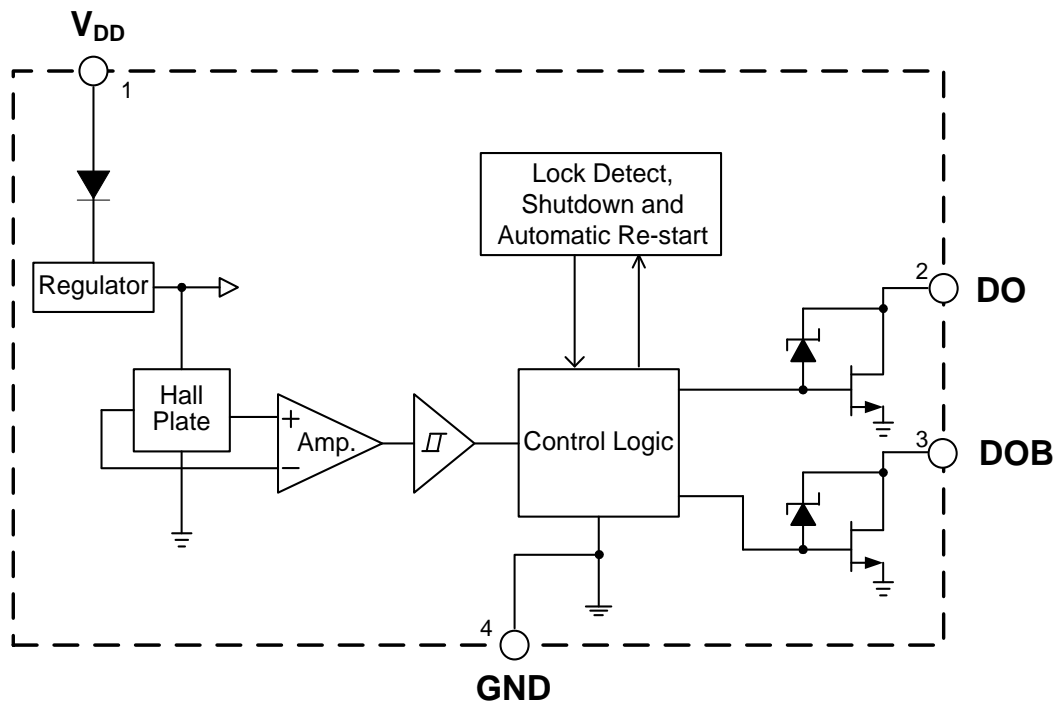 VDD
1
Lock Detect,
Shutdown and
Automatic Re-start
Regulator
2
DO
Hall
Plate
+
Amp.
−
Control Logic
3
DOB
4
GND